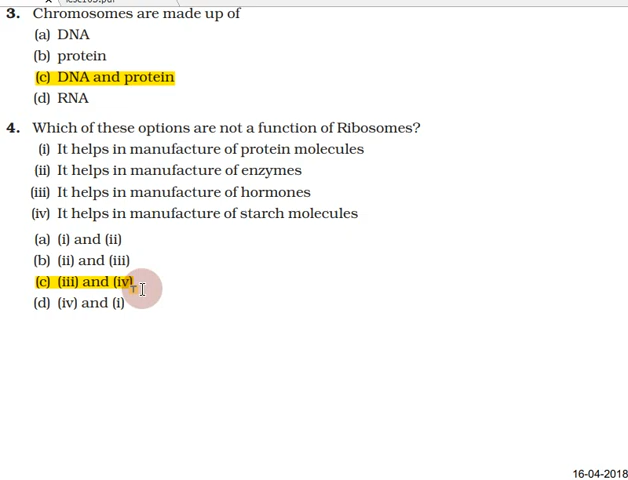 3. Chromosomes are made up of
(a) DNA
(b) protein
(c) DNA and protein
(d) RNA
4. Which of these options are not a function of Ribosomes?
(i) It helps in manufacture of protein molecules
(ii) It helps in manufacture of enzymes
(iii) It helps in manufacture of hormones
(iv) It helps in manufacture of starch molecules
(a) (i) and (ii)
(b) (ii) and (iii)
(c) (iii) and (iv)
(d) (iv) and (i)
16-04-2018